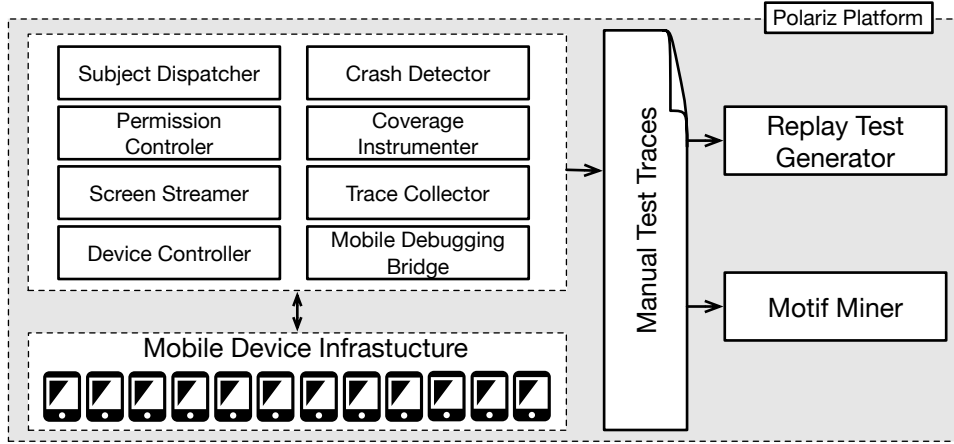 Polariz Platform
Subject Dispatcher
Crash Detector
Permission
Controler
Coverage
Instrumenter
Screen Streamer
Trace Collector
Device Controller
Mobile Debugging
Bridge
Mobile Device Infrastucture
Manual Test Traces
Replay Test
Generator
Motif Miner